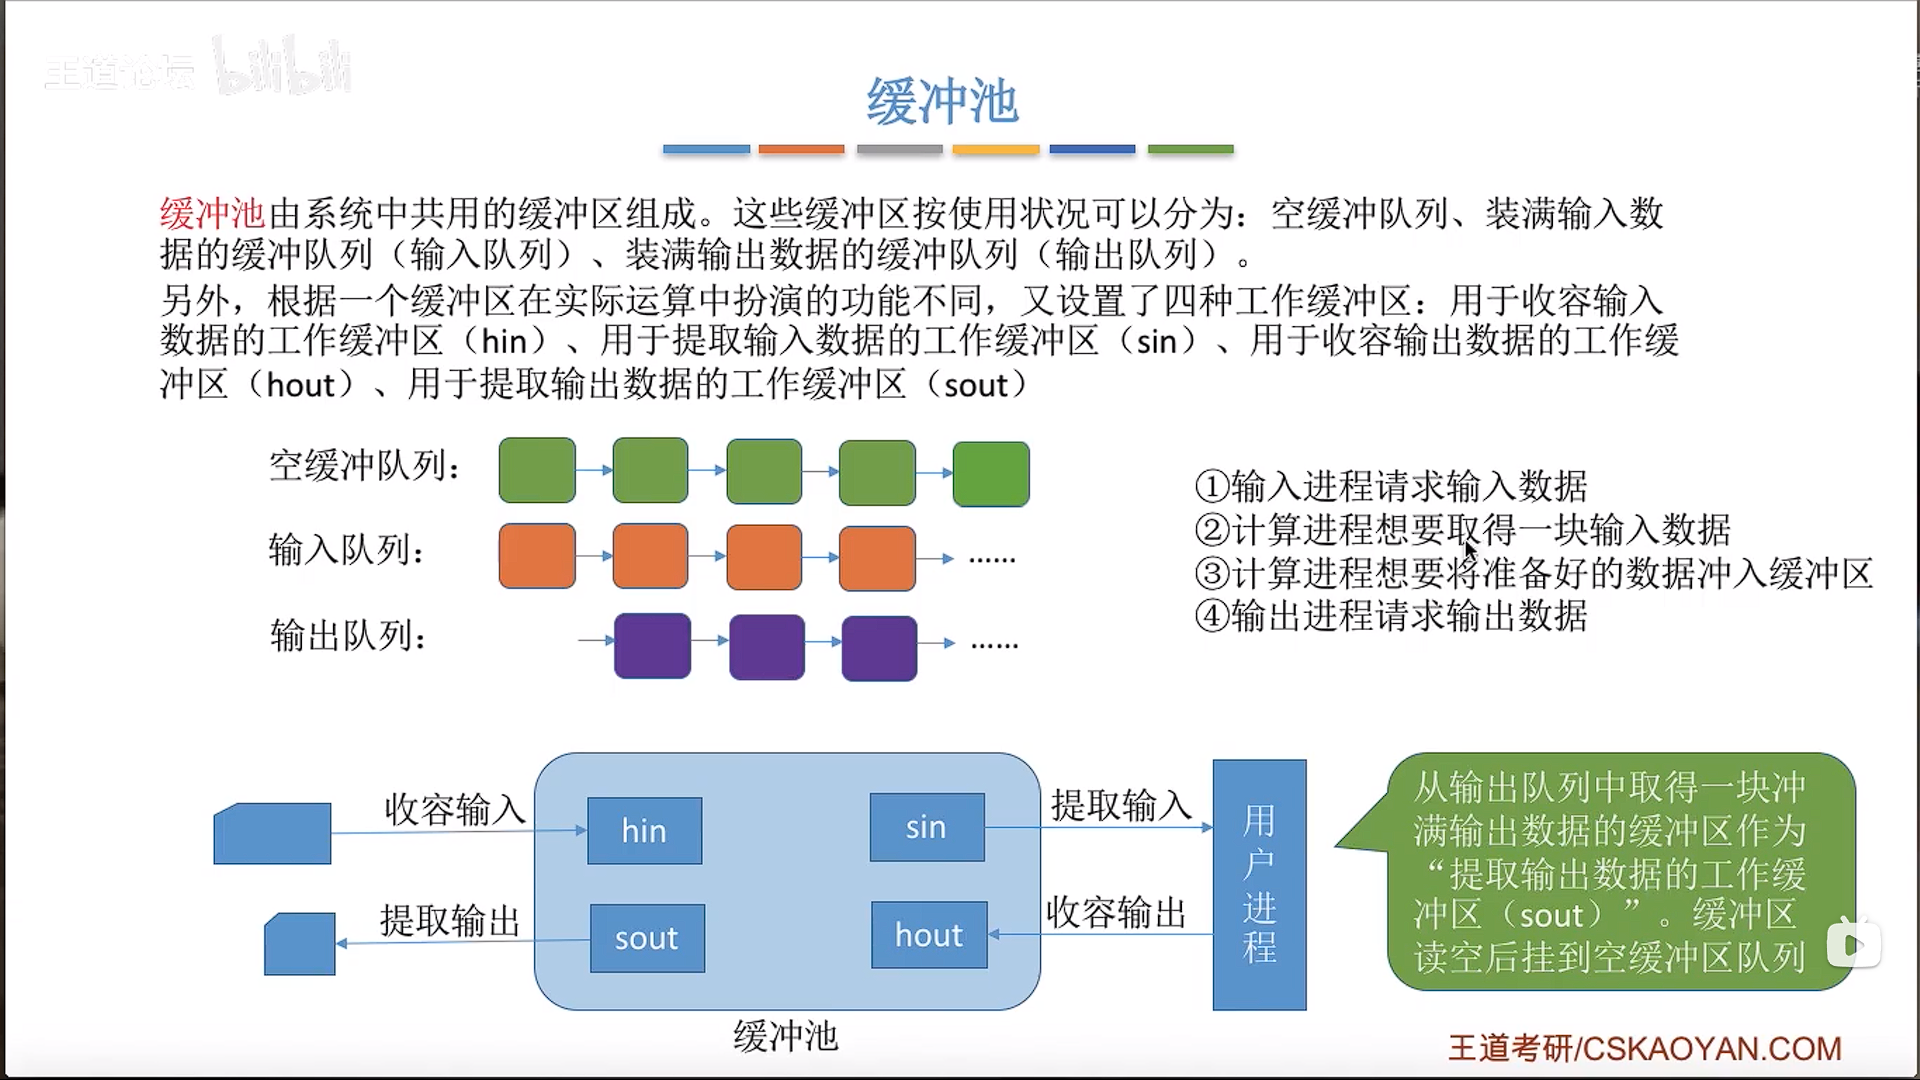 王道论坛 bilibili
缓冲池
缓冲池由系统中共用的缓冲区组成。这些缓冲区按使用状况可以分为：空缓冲队列、装满输入数
据的缓冲队列（输入队列）、装满输出数据的缓冲队列（输出队列）。
另外，根据一个缓冲区在实际运算中扮演的功能不同，又设置了四种工作缓冲区：用于收容输入
数据的工作缓冲区（hin）、用于提取输入数据的工作缓冲区（sin）、用于收容输出数据的工作缓
冲区（hout）、用于提取输出数据的工作缓冲区（sout）
空缓冲队列：
输入队列：
……
输出队列：
……
①输入进程请求输入数据
②计算进程想要取得一块输入数据
③计算进程想要将准备好的数据冲入缓冲区
④输出进程请求输出数据
收容输入
hin
sin
提取输入
提取输出
sout
hout
收容输出
用
户
进
程
缓冲池
从输出队列中取得一块冲
满输出数据的缓冲区作为
“提取输出数据的工作缓
冲区（sout）”。缓冲区
读空后挂到空缓冲区队列
王道考研/CSKAOYAN.COM